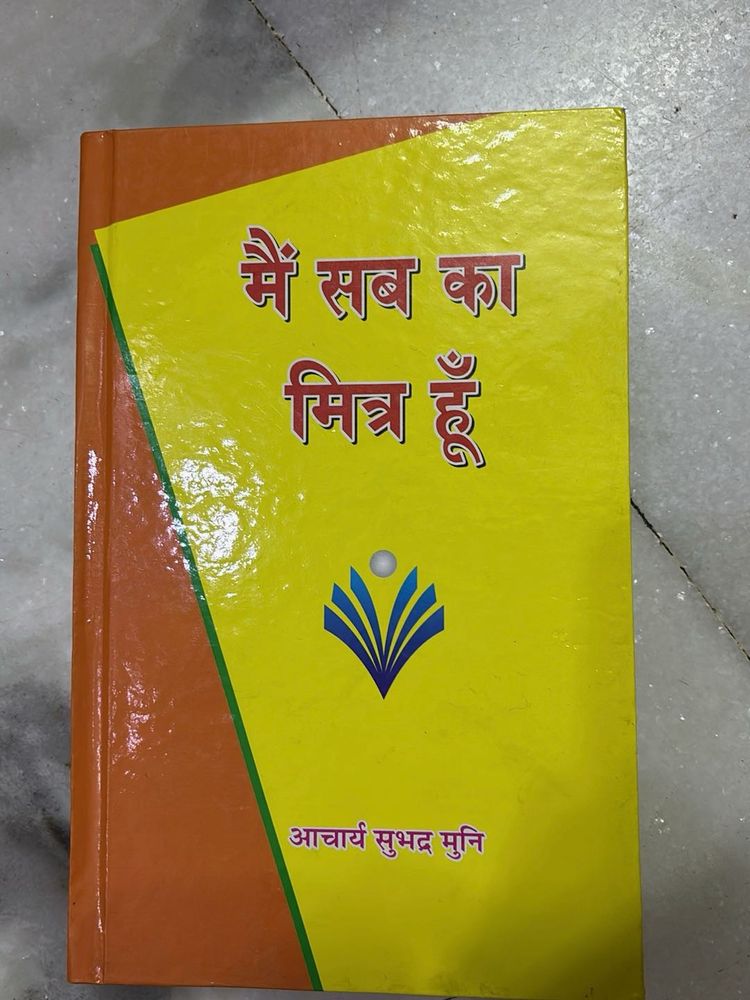 मैं सब का
मित्र हूँ
आचार्य सुभद्र मुनि